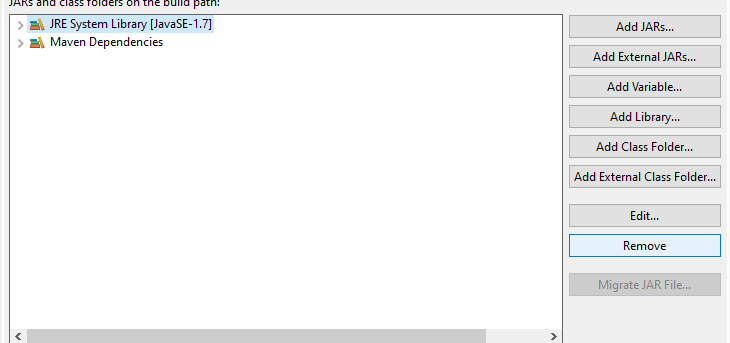 JARs and class folders on the build path:
JRE System Library [JavaSE-1.7]
Maven Dependencies
Add JARs...
Add External JARs...
Add Variable...
Add Library...
Add Class Folder...
Add External Class Folder...
Edit...
Remove
Migrate JAR File...